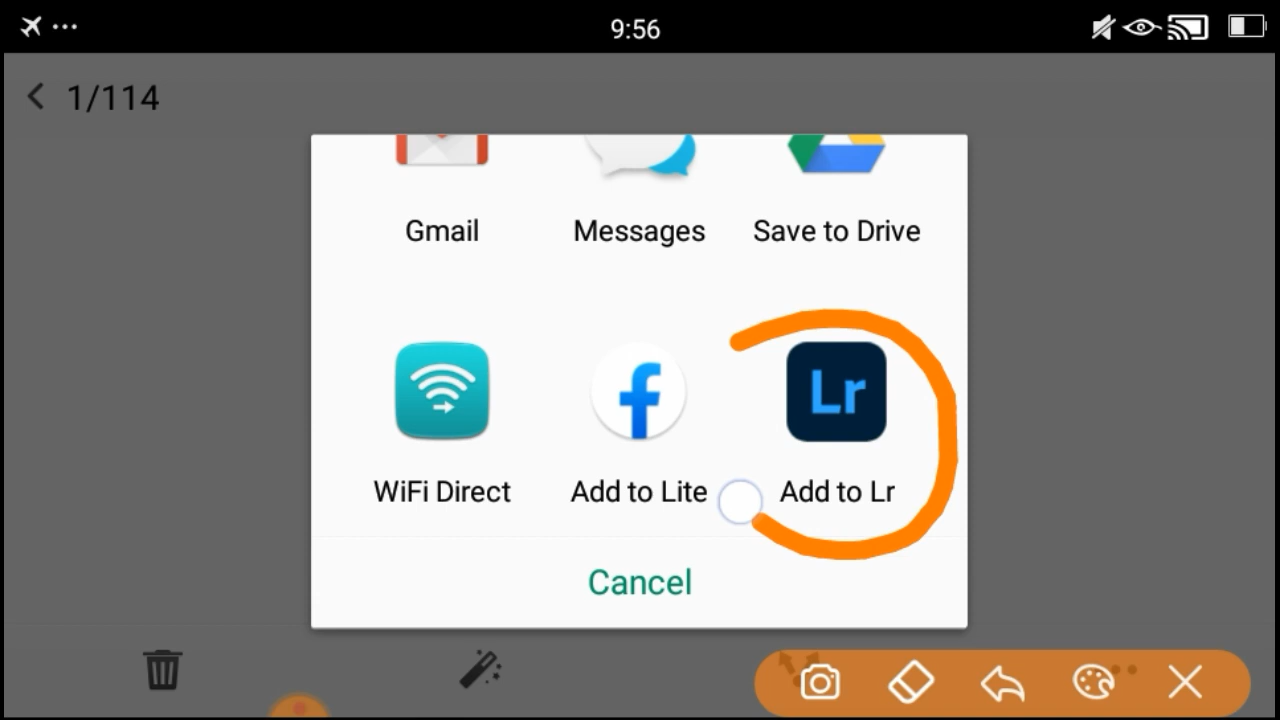 9:56
1/114
Gmail Messages Save to Drive
f Lr
WiFi Direct Add to Lite Add to Lr
Cancel